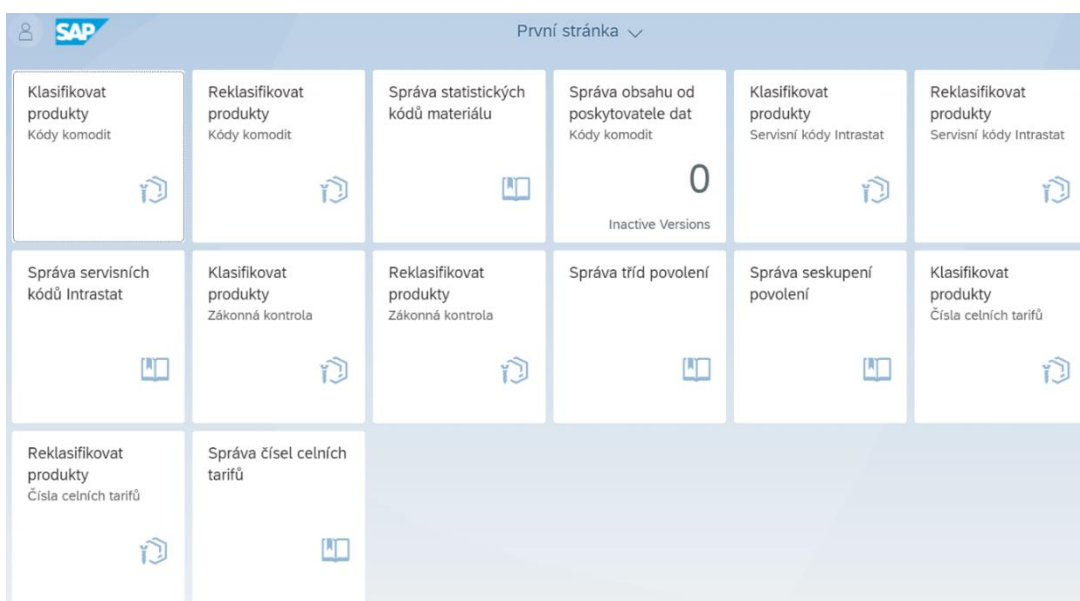 SAP
První stránka
Klasifikovat
produkty
Kódy komodit
Reklasifikovat
produkty
Kódy komodit
Správa statistických
kódů materiálu
Správa obsahu od
poskytovatele dat
Kódy komodit
0
Inactive Versions
Klasifikovat
produkty
Servisní kódy Intrastat
Reklasifikovat
produkty
Servisní kódy Intrastat
Správa servisních
kódů Intrastat
Klasifikovat
produkty
Zákonná kontrola
Reklasifikovat
produkty
Zákonná kontrola
Správa tříd povolení
Správa seskupení
povolení
Klasifikovat
produkty
Čísla celních tarifů
Reklasifikovat
produkty
Čísla celních tarifů
Správa čísel celních
tarifů